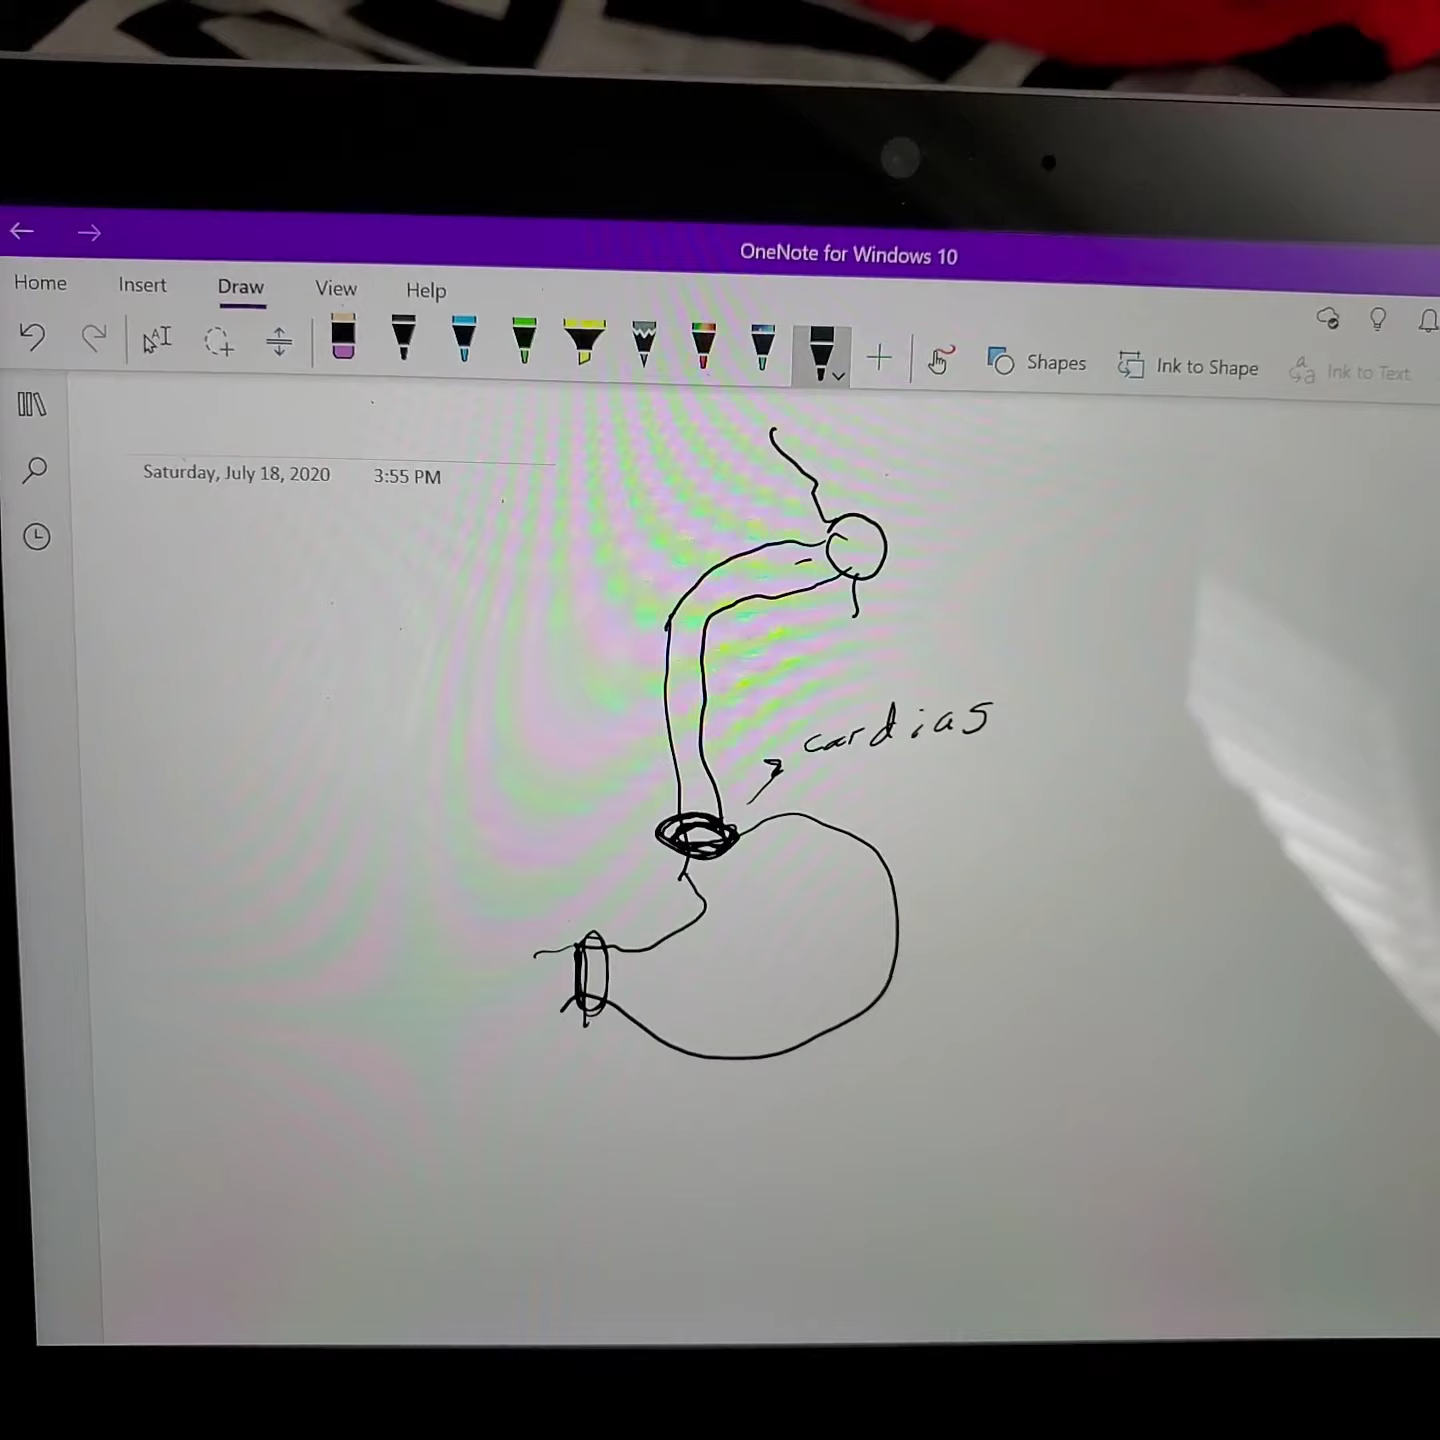 OneNote for Windows 10
Home Insert Draw View Help
Shapes Ink to Shape Ink to Text
Saturday, July 18, 2020 3:55 PM
cardias